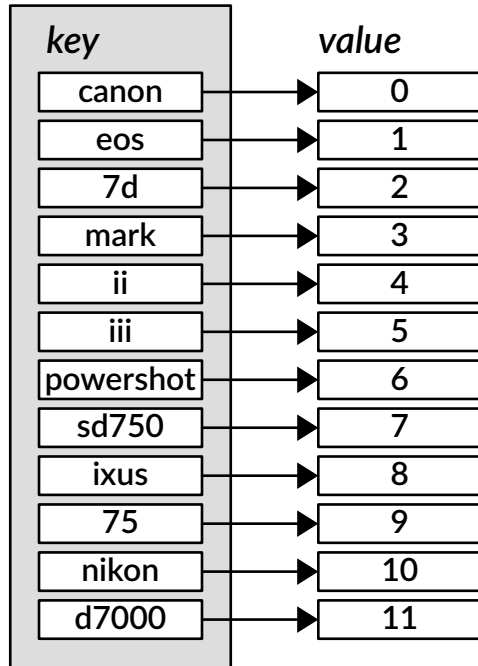 key value
canon 0
eos 1
7d 2
mark 3
ii 4
iii 5
powershot 6
sd750 7
ixus 8
75 9
nikon 10
d7000 11